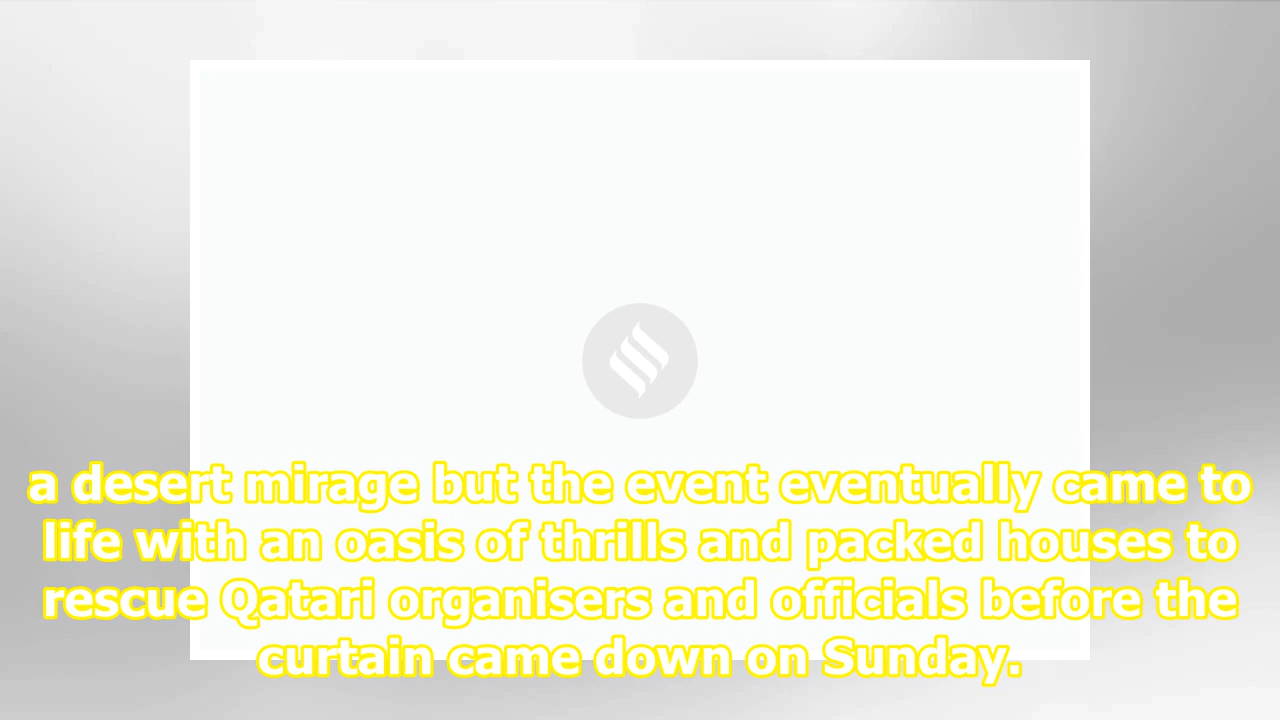 a desert mirage but the event eventually came to
life with an oasis of thrills and packed houses to
rescue Qatari organisers and officials before the
curtain came down on Sunday.